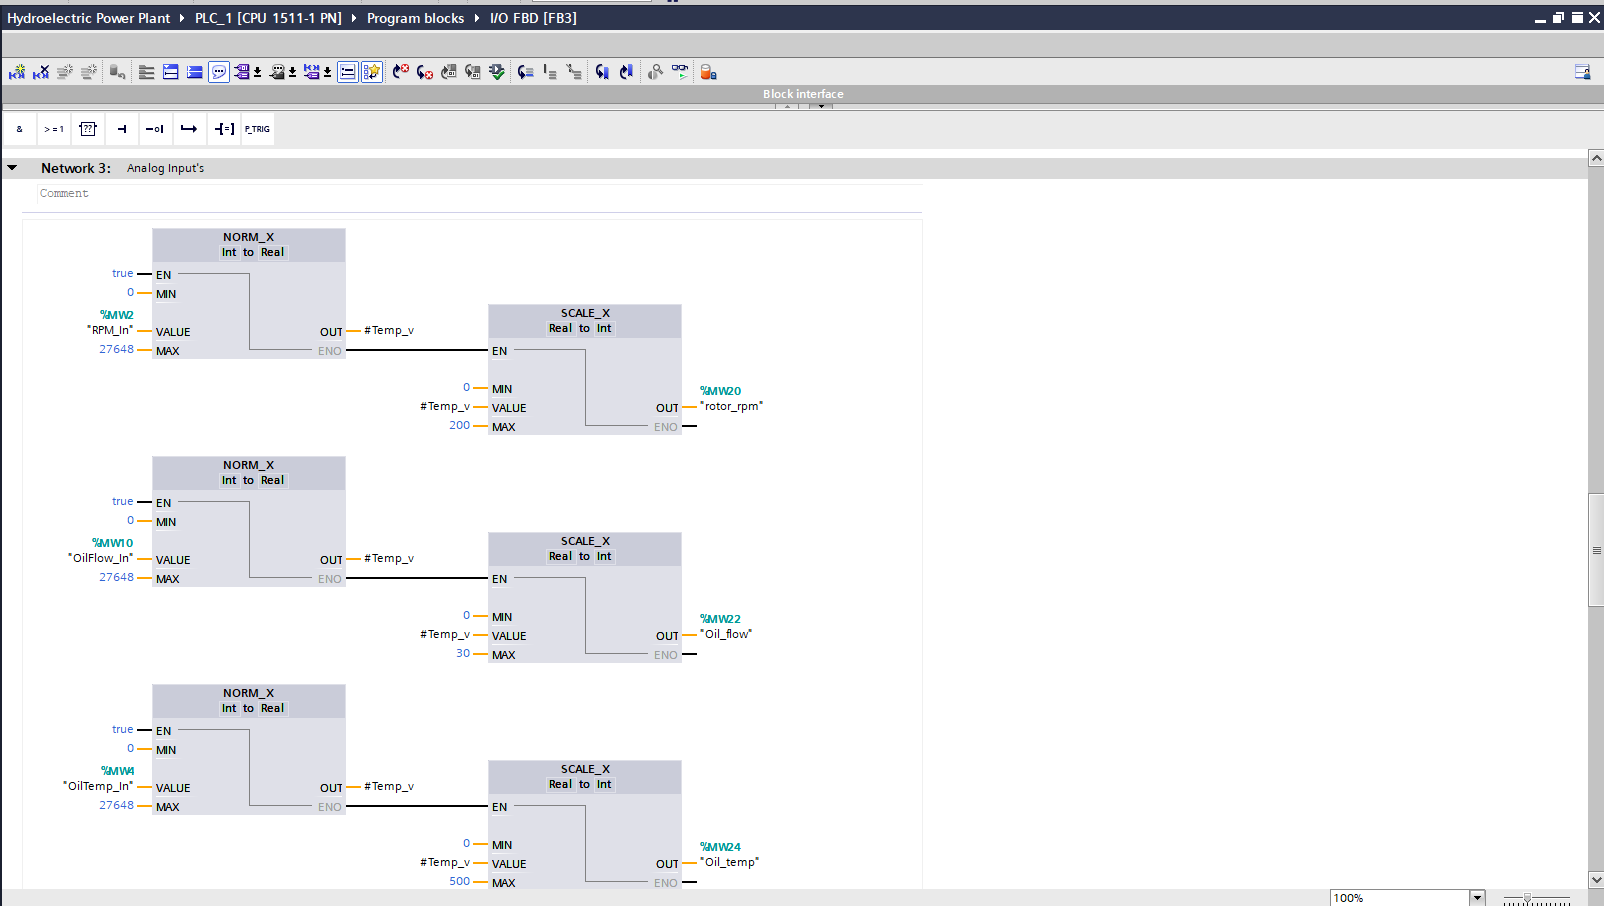 Hydroelectric Power Plant ▸ PLC_1 [CPU 1511-1 PN] ▸ Program blocks ▸ I/O FBD [FB3]
Block interface
& >=1 ?? -o| -[=] P_TRIG
Network 3: Analog Input's
Comment
NORM_X
Int to Real
true EN
0 MIN
%MW2
"RPM_In" VALUE OUT #Temp_v
27648 MAX ENO
SCALE_X
Real to Int
EN
0 MIN
#Temp_v VALUE
200 MAX
%MW20
OUT "rotor_rpm"
ENO
NORM_X
Int to Real
true EN
0 MIN
%MW10
"OilFlow_In" VALUE OUT #Temp_v
27648 MAX ENO
SCALE_X
Real to Int
EN
0 MIN
#Temp_v VALUE
30 MAX
%MW22
OUT "Oil_flow"
ENO
NORM_X
Int to Real
true EN
0 MIN
%MW4
"OilTemp_In" VALUE OUT #Temp_v
27648 MAX ENO
SCALE_X
Real to Int
EN
0 MIN
#Temp_v VALUE
500 MAX
%MW24
OUT "Oil_temp"
ENO
100%